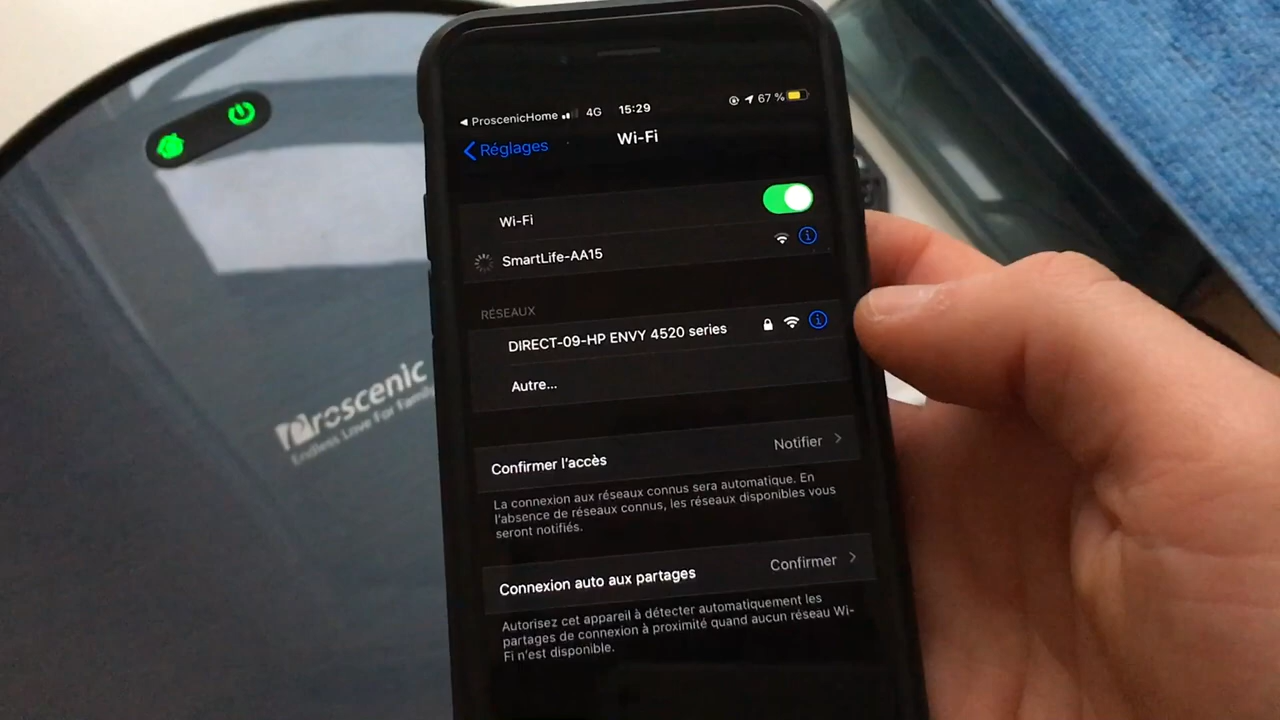 ProscenicHome 4G 15:29 67 %
Réglages Wi-Fi
Wi-Fi
SmartLife-AA15
RÉSEAUX
DIRECT-09-HP ENVY 4520 series
Autre...
Confirmer l'accès Notifier
La connexion aux réseaux connus sera automatique. En
l'absence de réseaux connus, les réseaux disponibles vous
seront notifiés.
Connexion auto aux partages Confirmer
Autorisez cet appareil à détecter automatiquement les
partages de connexion à proximité quand aucun réseau Wi-
Fi n'est disponible.
Proscenic
Endless Love For Family